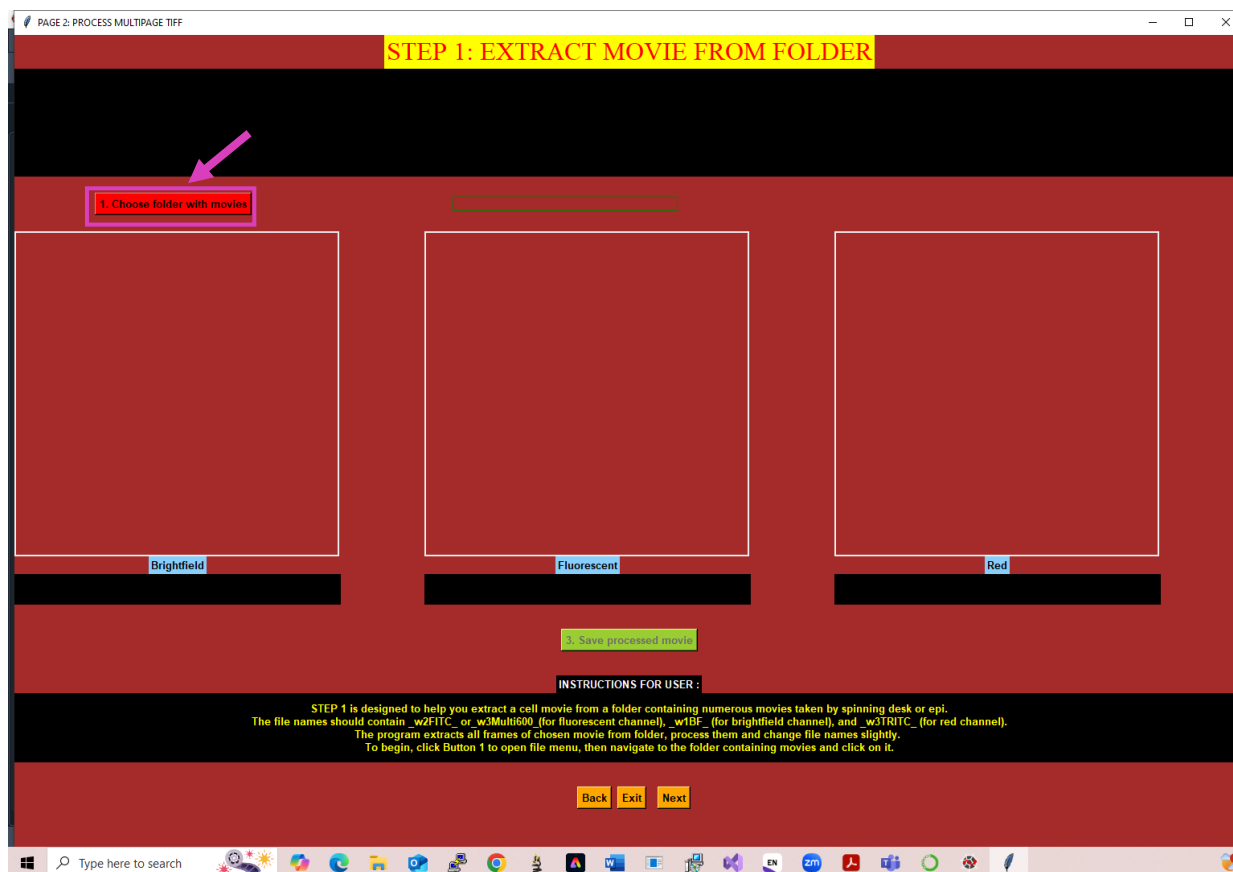 PAGE 2: PROCESS MULTIPAGE TIFF
STEP 1: EXTRACT MOVIE FROM FOLDER
1. Choose folder with movies
Brightfield
Fluorescent
Red
3. Save processed movie
INSTRUCTIONS FOR USER :
STEP 1 is designed to help you extract a cell movie from a folder containing numerous movies taken by spinning desk or epi.
The file names should contain _w2FITC_ or_w3Multi600_(for fluorescent channel), _w1BF_ (for brightfield channel), and _w3TRITC_ (for red channel).
The program extracts all frames of chosen movie from folder, process them and change file names slightly.
To begin, click Button 1 to open file menu, then navigate to the folder containing movies and click on it.
Back Exit Next
Type here to search
EN
zm